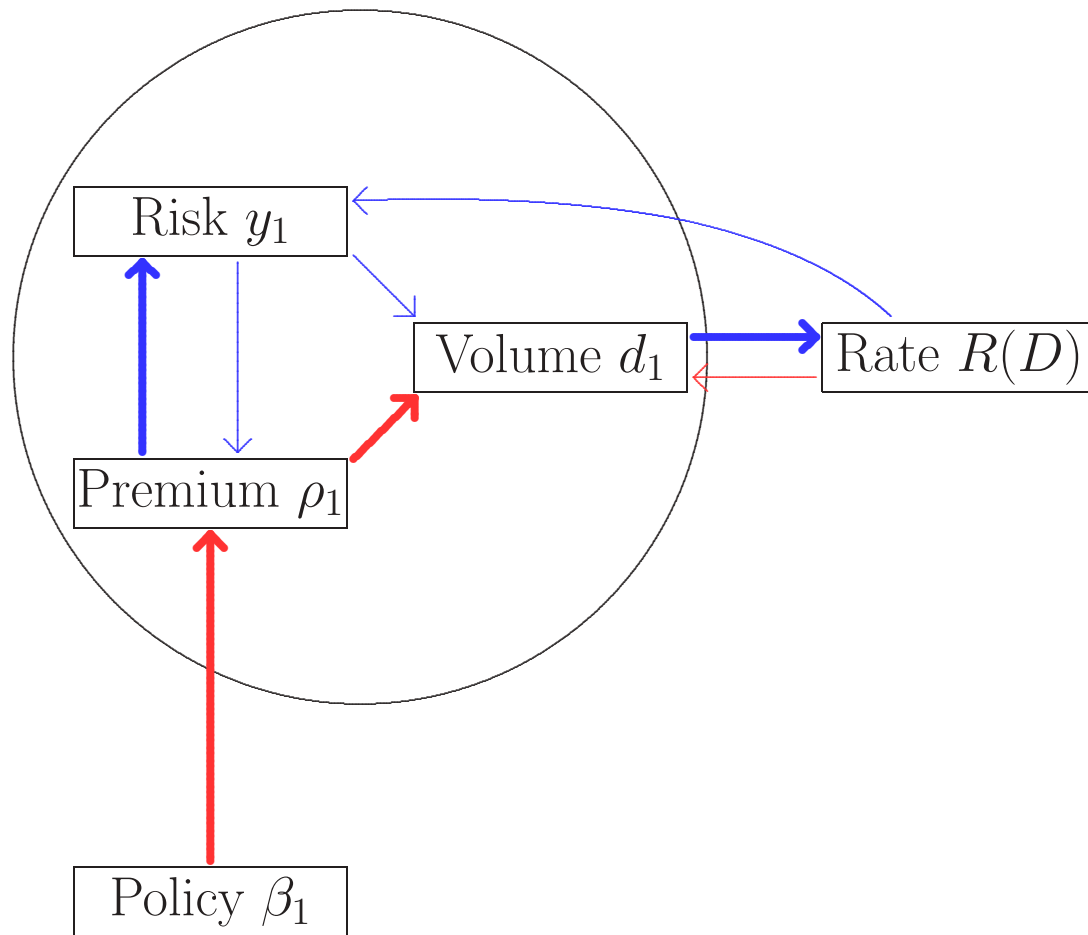 Risk y₁
Volume d₁
Rate R(D)
Premium ρ₁
Policy β₁